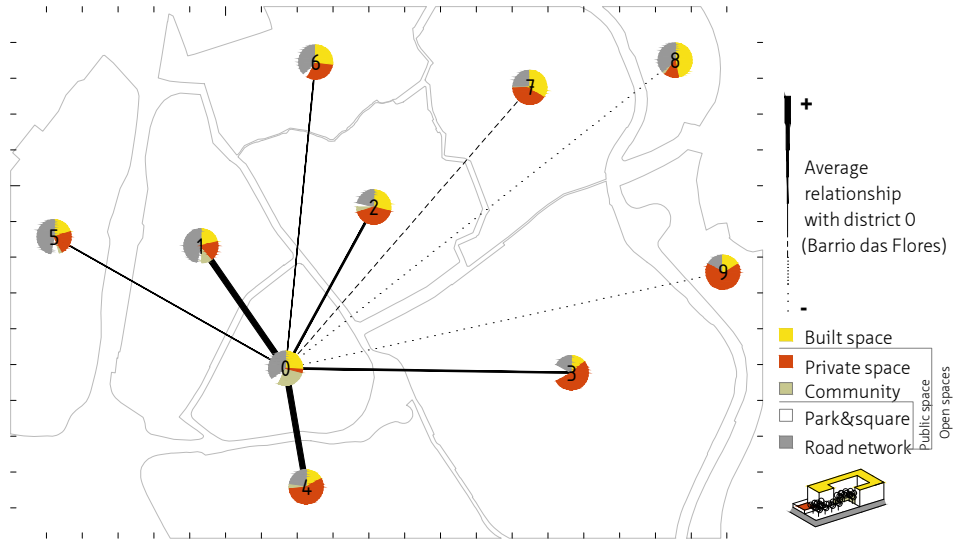 6
8
7
2
5
1
9
0
3
4
+
Average
relationship
with district 0
(Barrio das Flores)
-
Built space
Private space
Community
Park&square
Road network
Public space
Open spaces